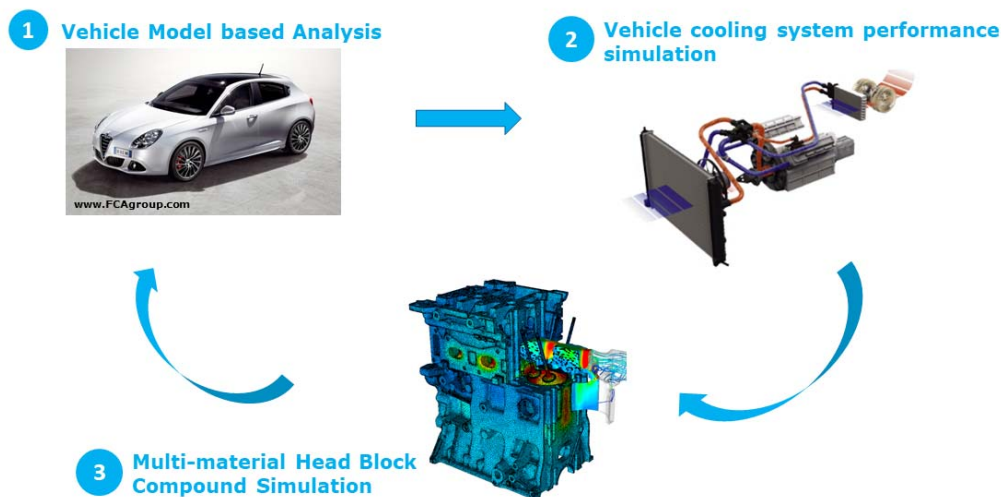 1
Vehicle Model based Analysis
www.FCAgroup.com
2
Vehicle cooling system performance
simulation
3
Multi-material Head Block
Compound Simulation